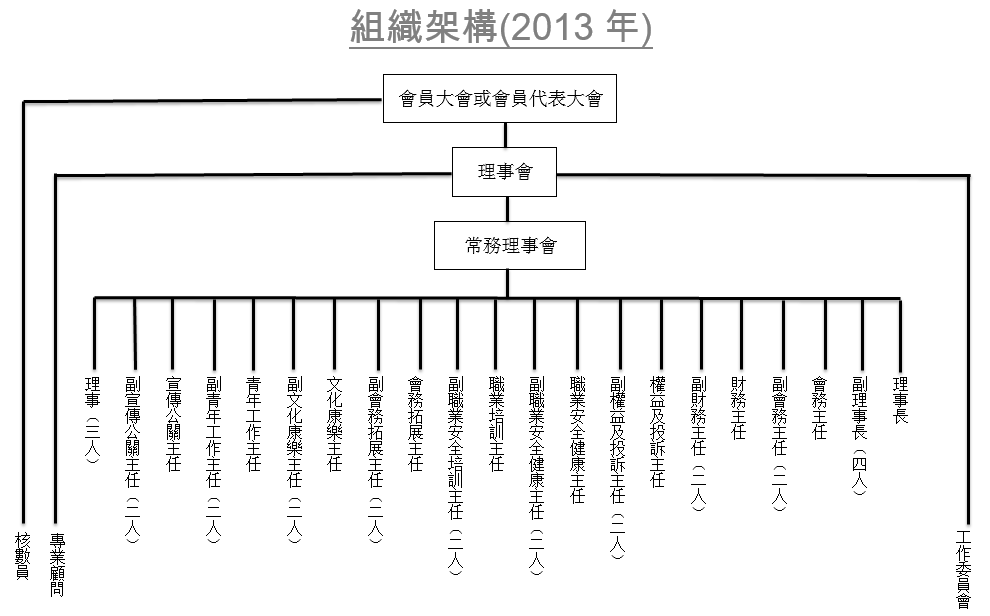 組織架構(2013 年)
會員大會或會員代表大會
理事會
常務理事會
理事長
副理事長（四人）
會務主任
副會務主任（二人）
財務主任
副財務主任（二人）
權益及投訴主任
副權益及投訴主任（二人）
職業安全健康主任
副職業安全健康主任（二人）
職業培訓主任
副職業安全培訓主任（二人）
會務拓展主任
副會務拓展主任（二人）
文化康樂主任
副文化康樂主任（二人）
青年工作主任
副青年工作主任（二人）
宣傳公關主任
副宣傳公關主任（二人）
理事（三人）
工作委員會
專業顧問
核數員